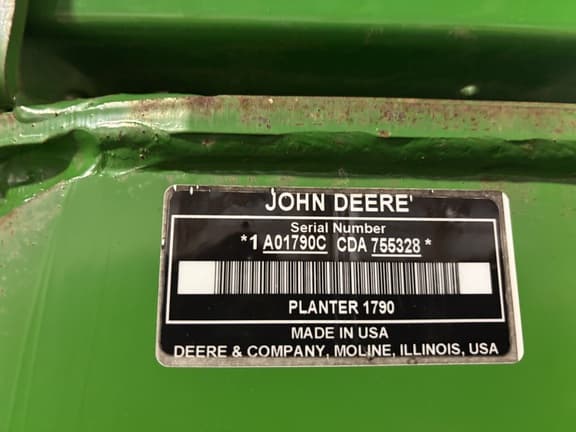 JOHN DEERE'
Serial Number
*1 A01790C CDA 755328 *
PLANTER 1790
MADE IN USA
DEERE & COMPANY, MOLINE, ILLINOIS, USA